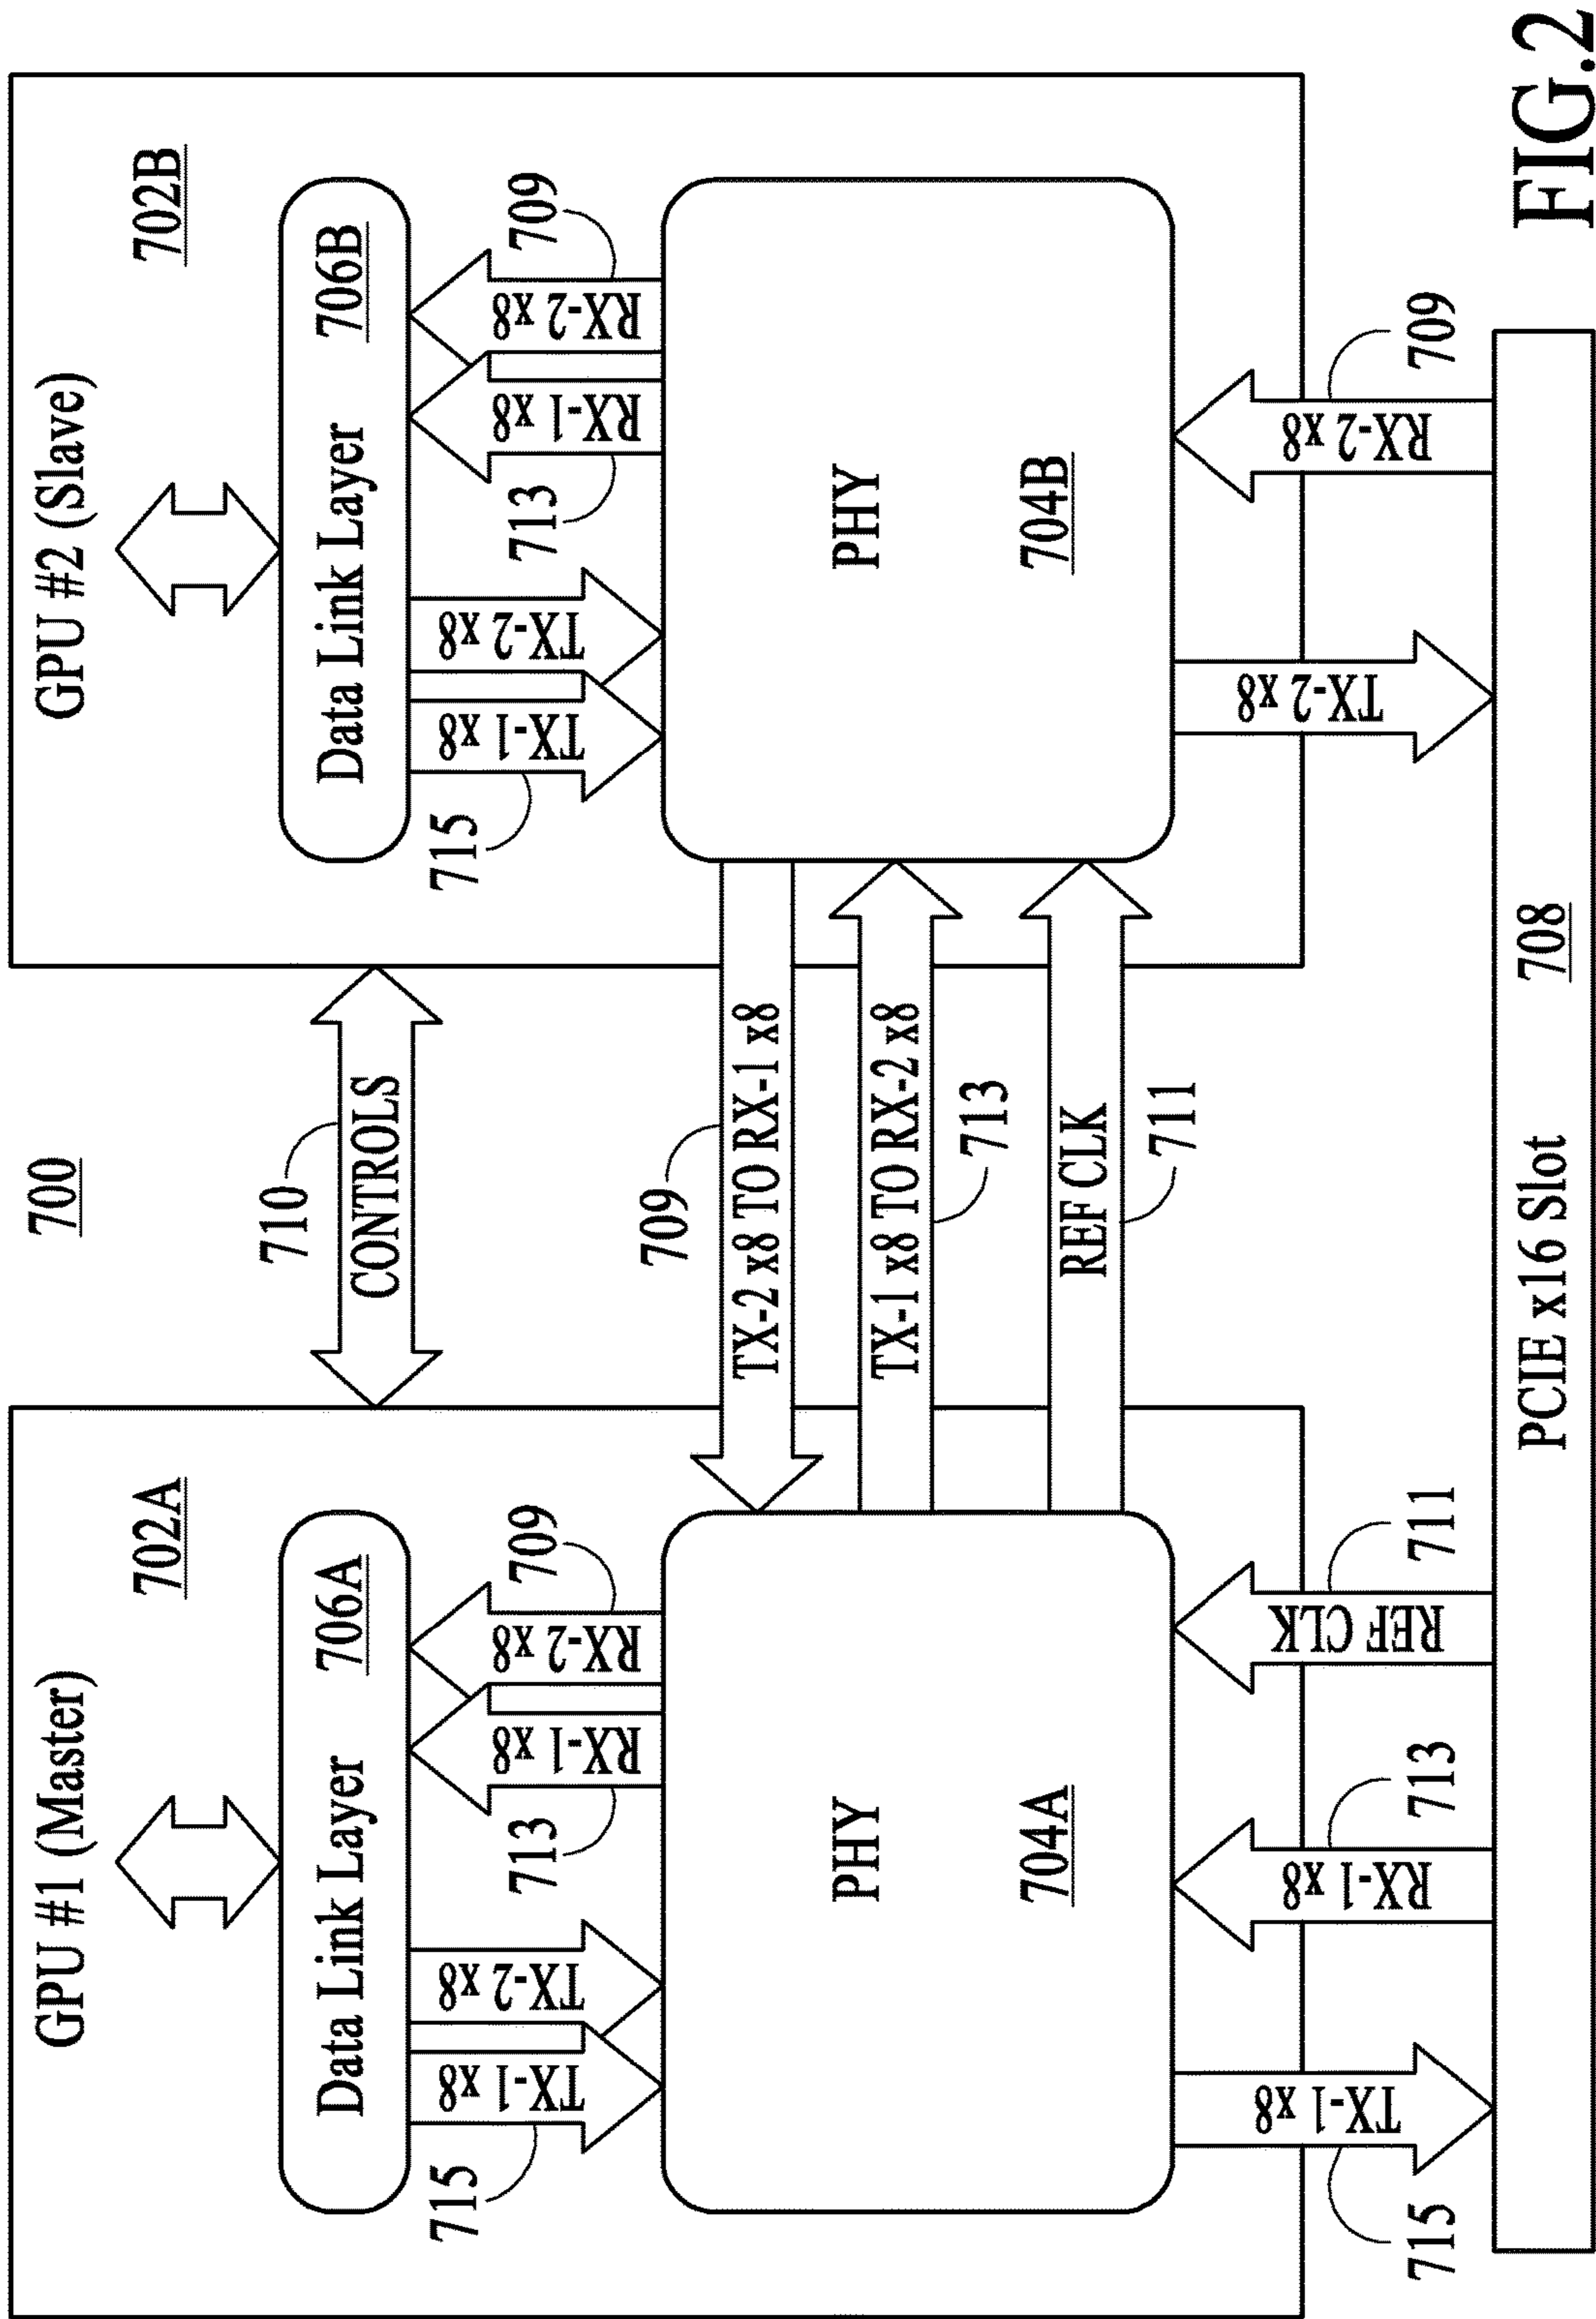 700
GPU #1 (Master)
702A
Data Link Layer 706A
715
TX-1 x8
TX-2 x8
713
RX-1 x8
RX-2 x8
709
PHY
704A
715
TX-1 x8
RX-1 x8
713
REF CLK
711
710
CONTROLS
709
TX-2 x8 TO RX-1 x8
TX-1 x8 TO RX-2 x8
713
REF CLK
711
GPU #2 (Slave)
702B
Data Link Layer 706B
715
TX-1 x8
TX-2 x8
713
RX-1 x8
RX-2 x8
709
PHY
704B
TX-2 x8
RX-2 x8
709
PCIE x16 Slot 708
FIG.2